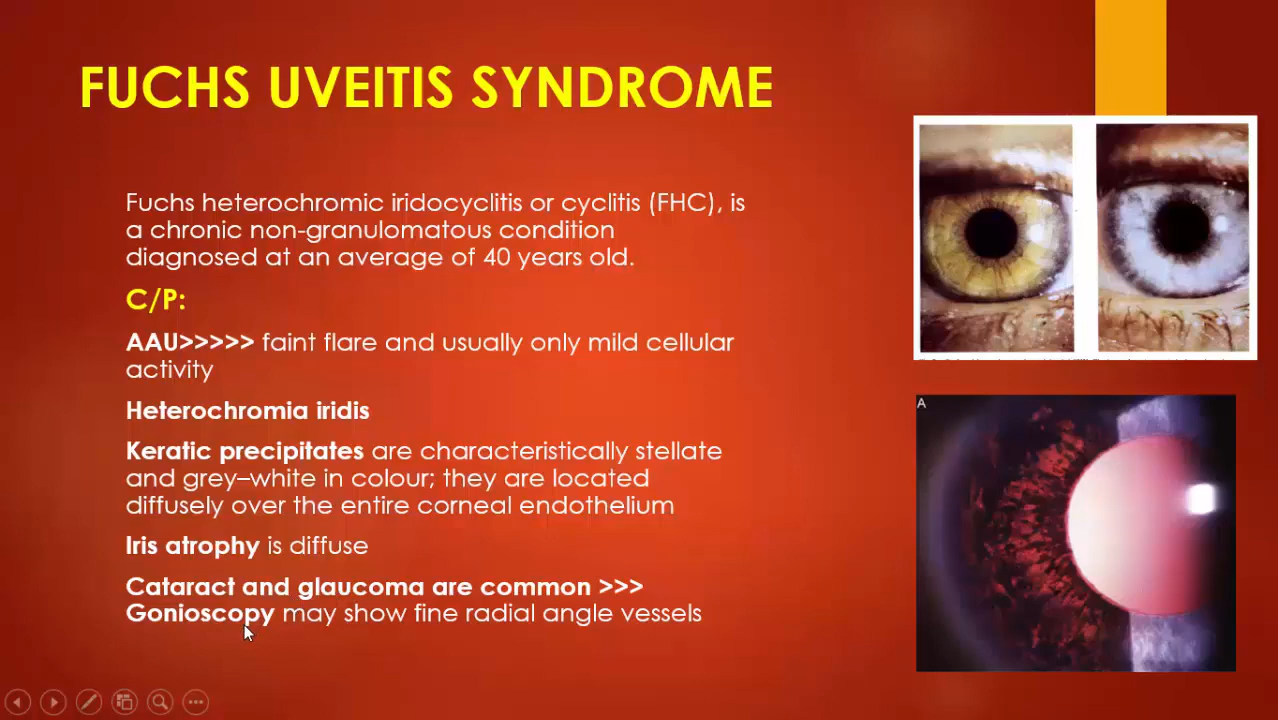 FUCHS UVEITIS SYNDROME
Fuchs heterochromic iridocyclitis or cyclitis (FHC), is
a chronic non-granulomatous condition
diagnosed at an average of 40 years old.
C/P:
AAU>>>>> faint flare and usually only mild cellular
activity
Heterochromia iridis
Keratic precipitates are characteristically stellate
and grey–white in colour; they are located
diffusely over the entire corneal endothelium
Iris atrophy is diffuse
Cataract and glaucoma are common >>>
Gonioscopy may show fine radial angle vessels
A